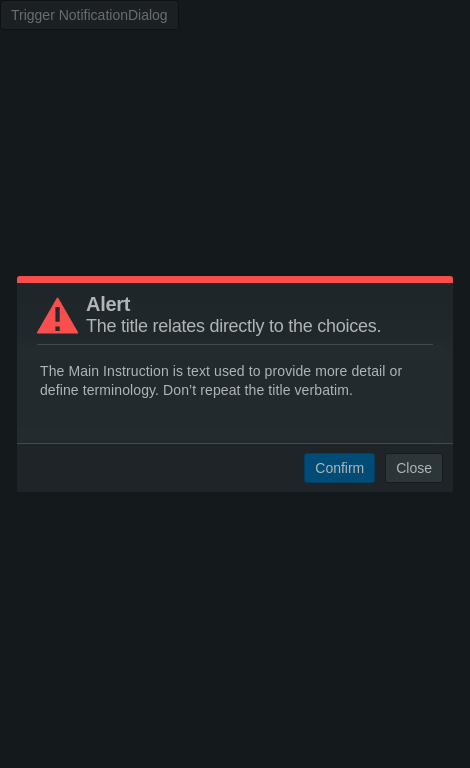 Trigger NotificationDialog
Alert
The title relates directly to the choices.
The Main Instruction is text used to provide more detail or
define terminology. Don’t repeat the title verbatim.
Confirm Close